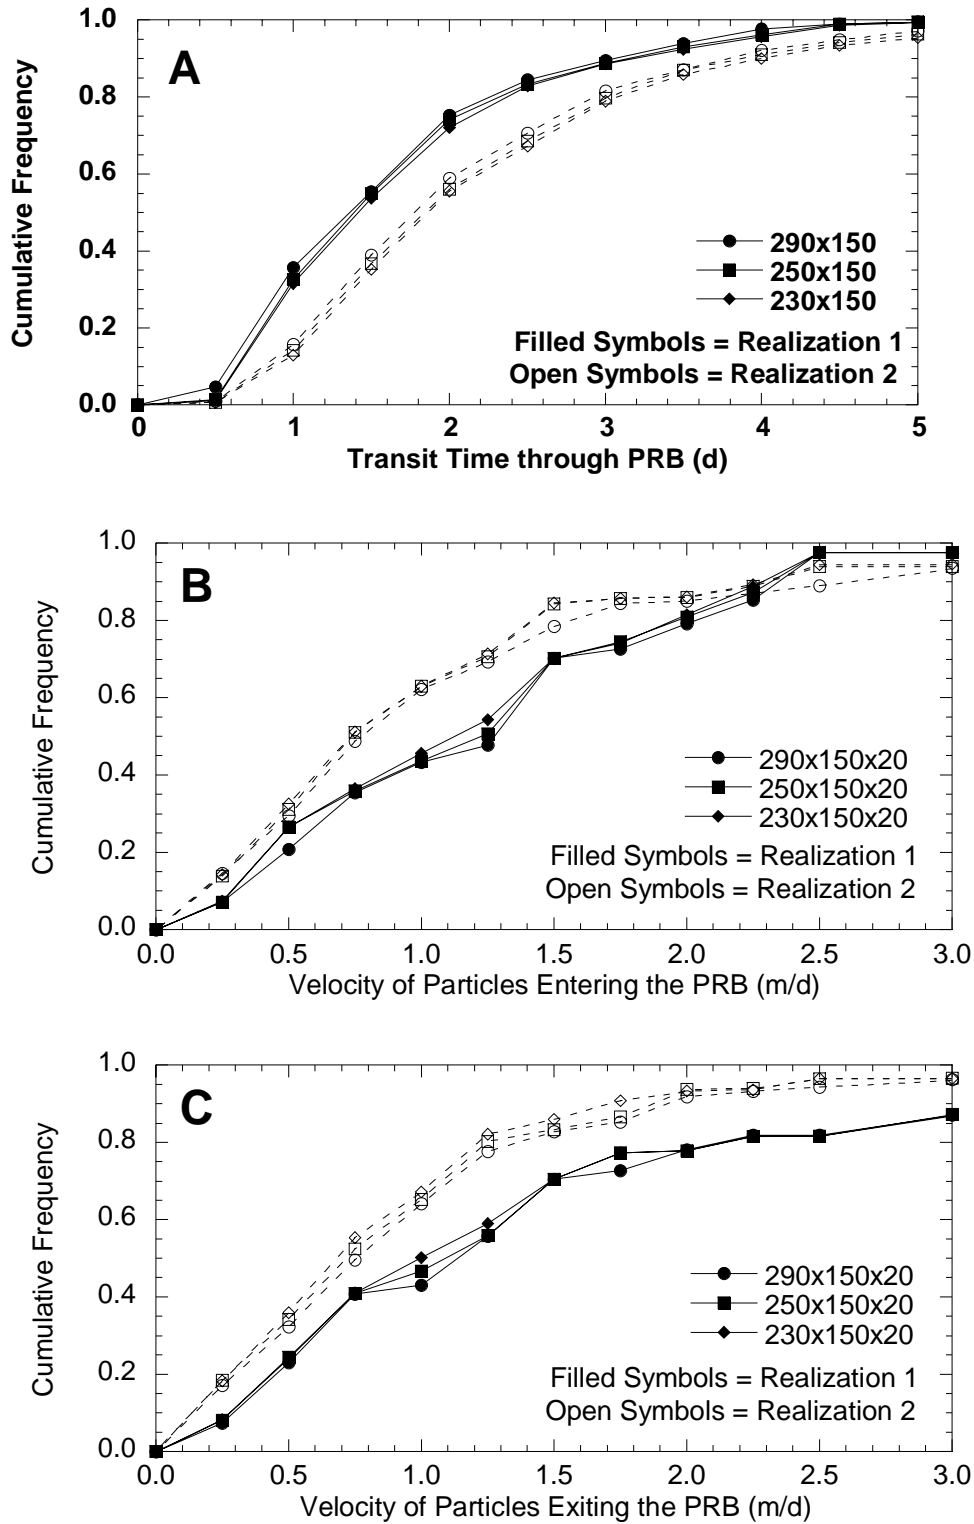 A
1.0
0.8
0.6
0.4
0.2
0.0
Cumulative Frequency
290x150
250x150
230x150
Filled Symbols = Realization 1
Open Symbols = Realization 2
0 1 2 3 4 5
Transit Time through PRB (d)
B
1.0
0.8
0.6
0.4
0.2
0.0
Cumulative Frequency
290x150x20
250x150x20
230x150x20
Filled Symbols = Realization 1
Open Symbols = Realization 2
0.0 0.5 1.0 1.5 2.0 2.5 3.0
Velocity of Particles Entering the PRB (m/d)
C
1.0
0.8
0.6
0.4
0.2
0.0
Cumulative Frequency
290x150x20
250x150x20
230x150x20
Filled Symbols = Realization 1
Open Symbols = Realization 2
0.0 0.5 1.0 1.5 2.0 2.5 3.0
Velocity of Particles Exiting the PRB (m/d)